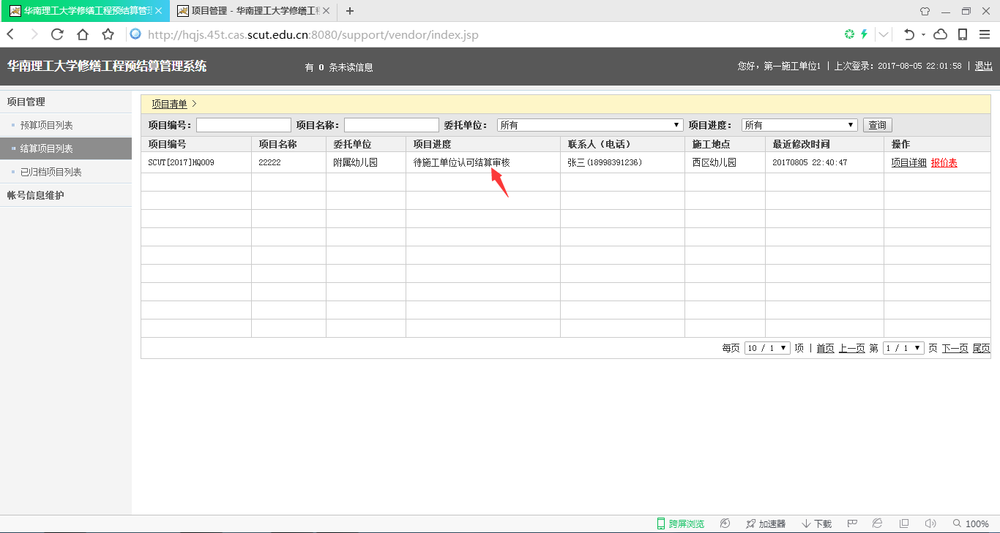 华南理工大学修缮工程预结算管理 项目管理 - 华南理工大学修缮工程
http://hqjs.45t.cas.scut.edu.cn:8080/support/vendor/index.jsp
华南理工大学修缮工程预结算管理系统 有 0 条未读信息 您好，第一施工单位1 | 上次登录：2017-08-05 22:01:58 | 退出
项目管理
预算项目列表
结算项目列表
已归档项目列表
帐号信息维护
项目清单 >
项目编号： 项目名称： 委托单位： 所有 项目进度： 所有 查询
项目编号 项目名称 委托单位 项目进度 联系人（电话） 施工地点 最近修改时间 操作
SCUT[2017]HQ009 22222 附属幼儿园 待施工单位认可结算审核 张三(18998391236) 西区幼儿园 20170805 22:40:47 项目详细 报价表
每页 10 / 1 项 | 首页 上一页 第 1 / 1 页 下一页 尾页
跨屏浏览 加速器 下载 100%